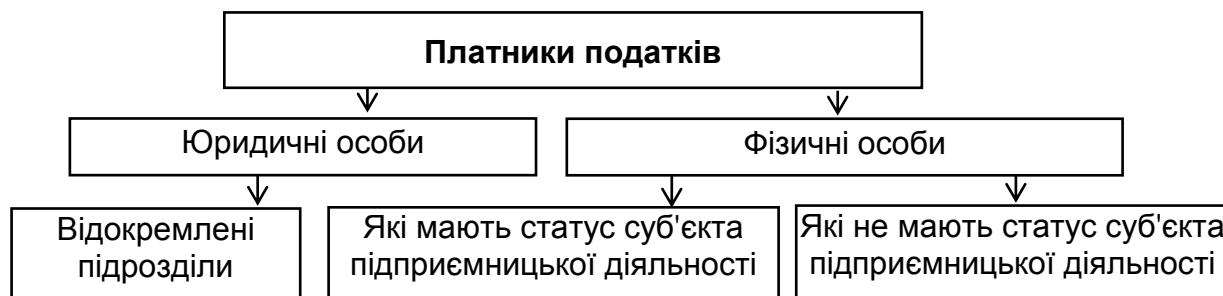 Платники податків
Юридичні особи
Фізичні особи
Відокремлені
підрозділи
Які мають статус суб'єкта
підприємницької діяльності
Які не мають статус суб'єкта
підприємницької діяльності